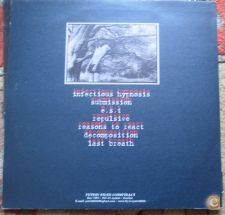 infectious hypnosis
submission
e.s.t
repulsive
reasons to react
decomposition
last breath
PUTRID FILTH CONSPIRACY